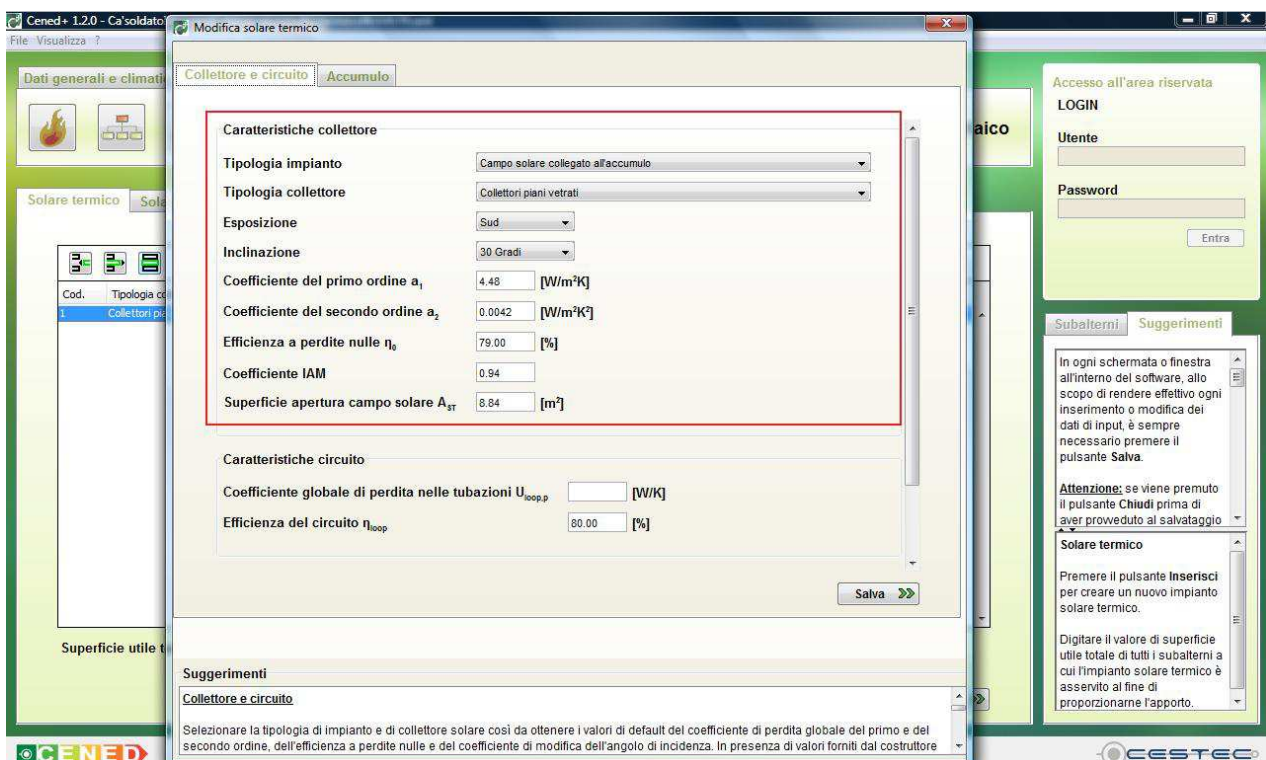 Cened+ 1.2.0 - Ca'soldato
File Visualizza ?
Dati generali e climati
aico
Solare termico
Sola
Cod. Tipologia co
1 Collettori pia
Superficie utile t
Modifica solare termico
Collettore e circuito
Accumulo
Caratteristiche collettore
Tipologia impianto Campo solare collegato all'accumulo
Tipologia collettore Collettori piani vetrati
Esposizione Sud
Inclinazione 30 Gradi
Coefficiente del primo ordine a₁ 4.48 [W/m²K]
Coefficiente del secondo ordine a₂ 0.0042 [W/m²K²]
Efficienza a perdite nulle η₀ 79.00 [%]
Coefficiente IAM 0.94
Superficie apertura campo solare A_ST 8.84 [m²]
Caratteristiche circuito
Coefficiente globale di perdita nelle tubazioni U_loop,p [W/K]
Efficienza del circuito η_loop 80.00 [%]
Salva
Suggerimenti
Collettore e circuito
Selezionare la tipologia di impianto e di collettore solare così da ottenere i valori di default del coefficiente di perdita globale del primo e del
secondo ordine, dell'efficienza a perdite nulle e del coefficiente di modifica dell'angolo di incidenza. In presenza di valori forniti dal costruttore
Accesso all'area riservata
LOGIN
Utente
Password
Entra
Subalterni
Suggerimenti
In ogni schermata o finestra
all'interno del software, allo
scopo di rendere effettivo ogni
inserimento o modifica dei
dati di input, è sempre
necessario premere il
pulsante Salva.
Attenzione: se viene premuto
il pulsante Chiudi prima di
aver provveduto al salvataggio
Solare termico
Premere il pulsante Inserisci
per creare un nuovo impianto
solare termico.
Digitare il valore di superficie
utile totale di tutti i subalterni a
cui l'impianto solare termico è
asservito al fine di
proporzionarne l'apporto.
CENED
CESTEC